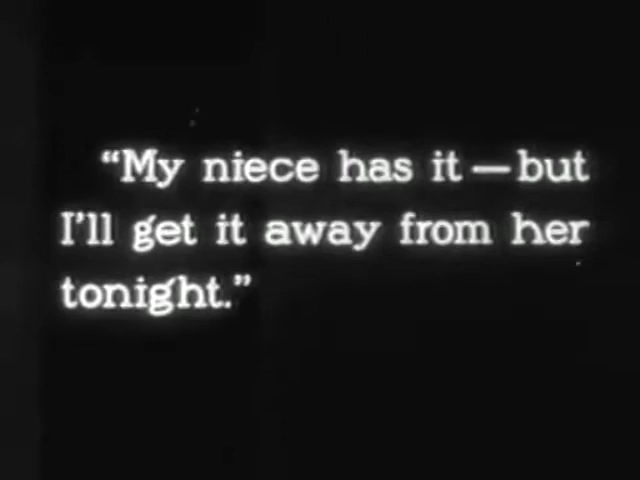 “My niece has it—but
I’ll get it away from her
tonight.”